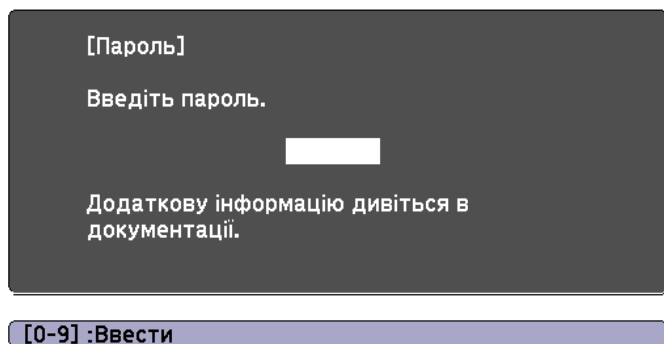 [Пароль]
Введіть пароль.
Додаткову інформацію дивіться в
документації.
[0-9] :Ввести